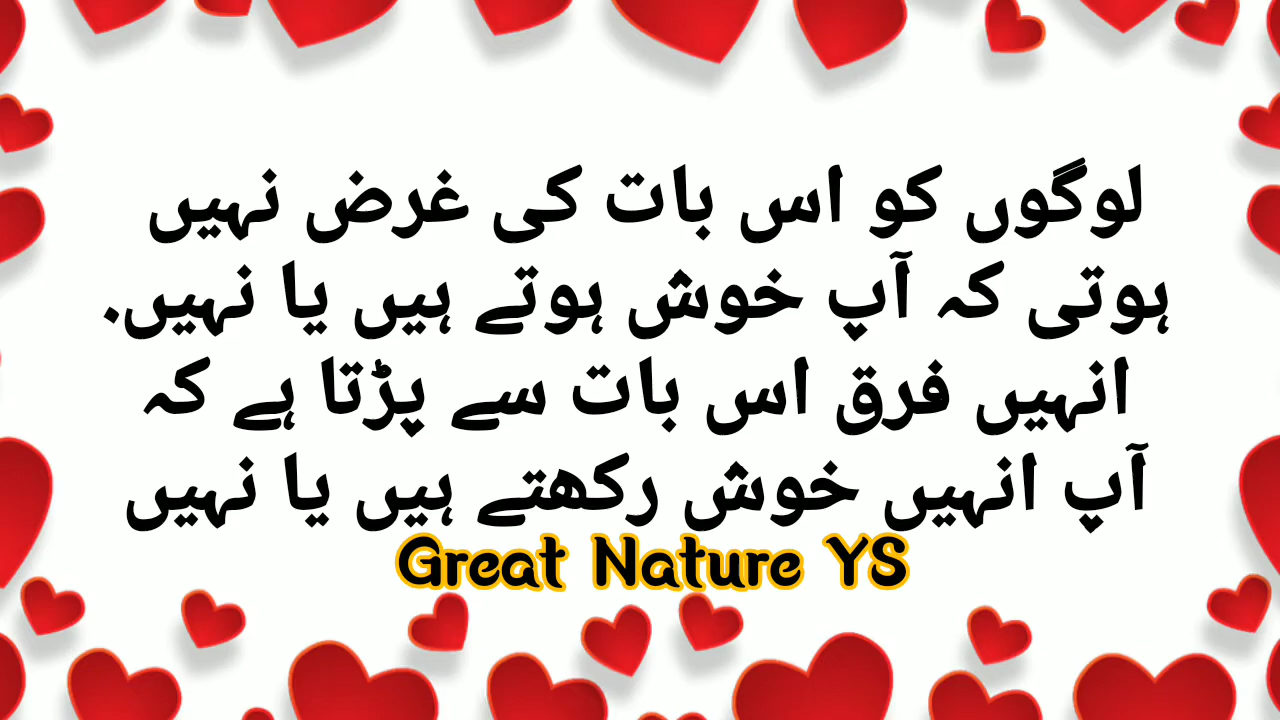 لوگوں کو اس بات کی غرض نہیں
ہوتی کہ آپ خوش ہوتے ہیں یا نہیں.
انہیں فرق اس بات سے پڑتا ہے کہ
آپ انہیں خوش رکھتے ہیں یا نہیں
Great Nature YS